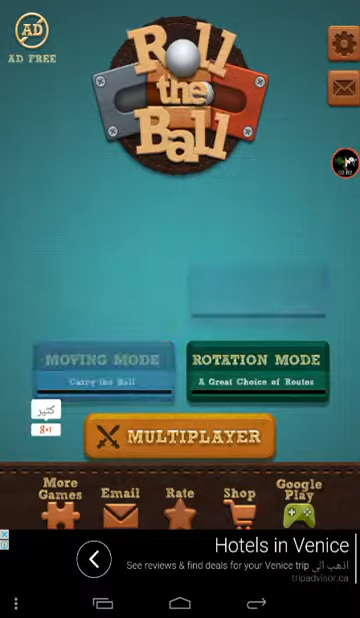 AD
AD FREE
Roll
the
Ball
MOVING MODE
Carry the Ball
ROTATION MODE
A Great Choice of Routes
كثير
MULTIPLAYER
More
Games
Email
Rate
Shop
Google
Play
Hotels in Venice
See reviews & find deals for your Venice trip اذهب الى
tripadvisor.ca